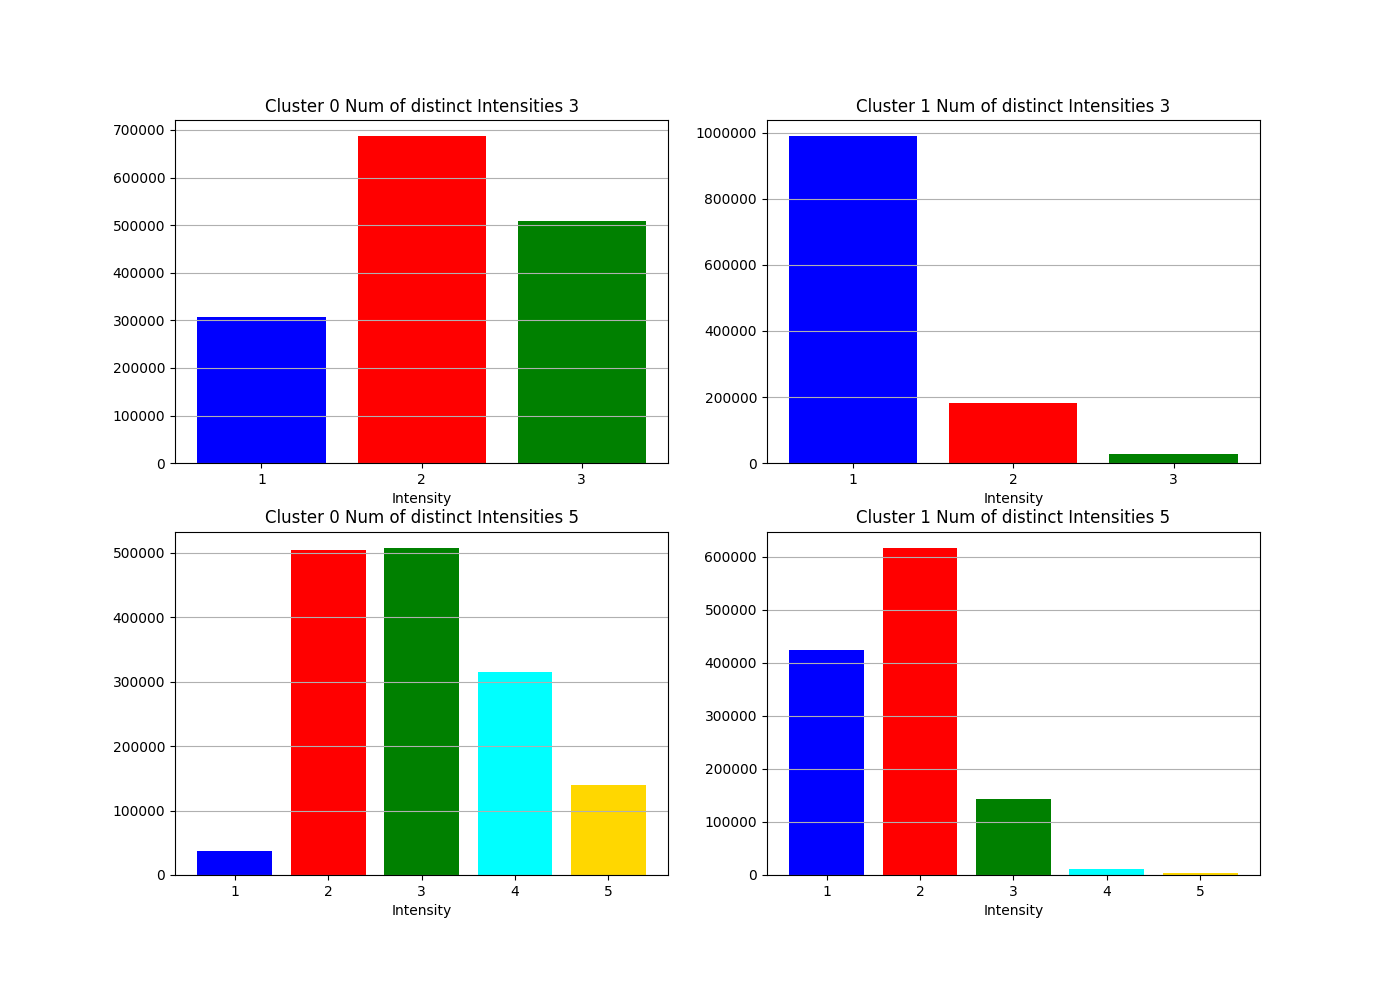 Cluster 0 Num of distinct Intensities 3
700000
600000
500000
400000
300000
200000
100000
0
1 2 3
Intensity
Cluster 1 Num of distinct Intensities 3
1000000
800000
600000
400000
200000
0
1 2 3
Intensity
Cluster 0 Num of distinct Intensities 5
500000
400000
300000
200000
100000
0
1 2 3 4 5
Intensity
Cluster 1 Num of distinct Intensities 5
600000
500000
400000
300000
200000
100000
0
1 2 3 4 5
Intensity